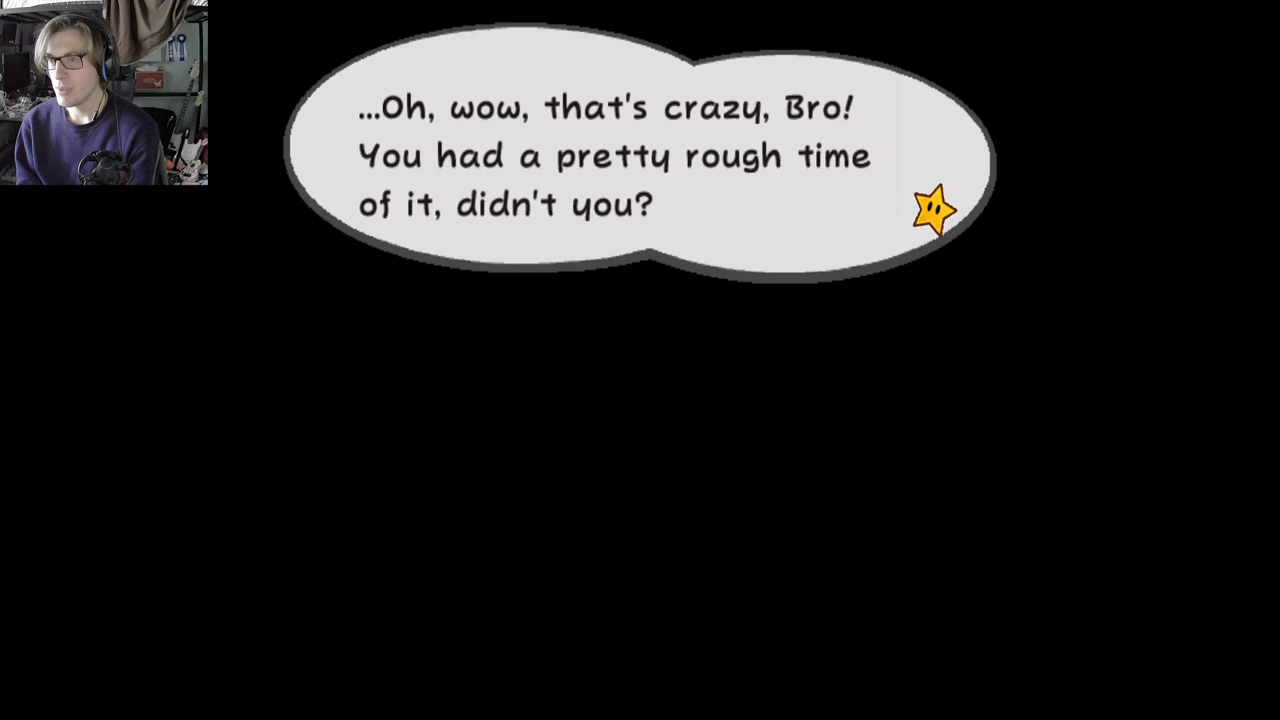 ...Oh, wow, that's crazy, Bro!
You had a pretty rough time
of it, didn't you?